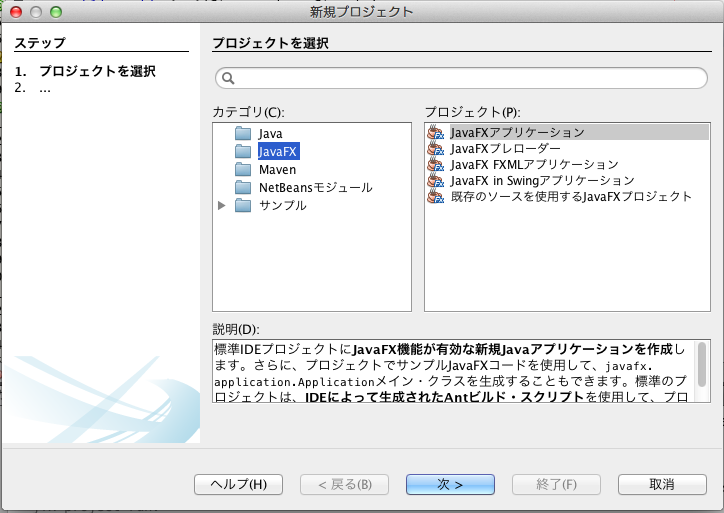 新規プロジェクト
ステップ
1. プロジェクトを選択
2. ...
プロジェクトを選択
カテゴリ(C):
Java
JavaFX
Maven
NetBeansモジュール
サンプル
プロジェクト(P):
JavaFXアプリケーション
JavaFXプレローダー
JavaFX FXMLアプリケーション
JavaFX in Swingアプリケーション
既存のソースを使用するJavaFXプロジェクト
説明(D):
標準IDEプロジェクトにJavaFX機能が有効な新規Javaアプリケーションを作成し
ます。さらに、プロジェクトでサンプルJavaFXコードを使用して、javafx.
application.Applicationメイン・クラスを生成することもできます。標準のプ
ロジェクトは、IDEによって生成されたAntビルド・スクリプトを使用して、プロ
ヘルプ(H)
< 戻る(B)
次 >
終了(F)
取消